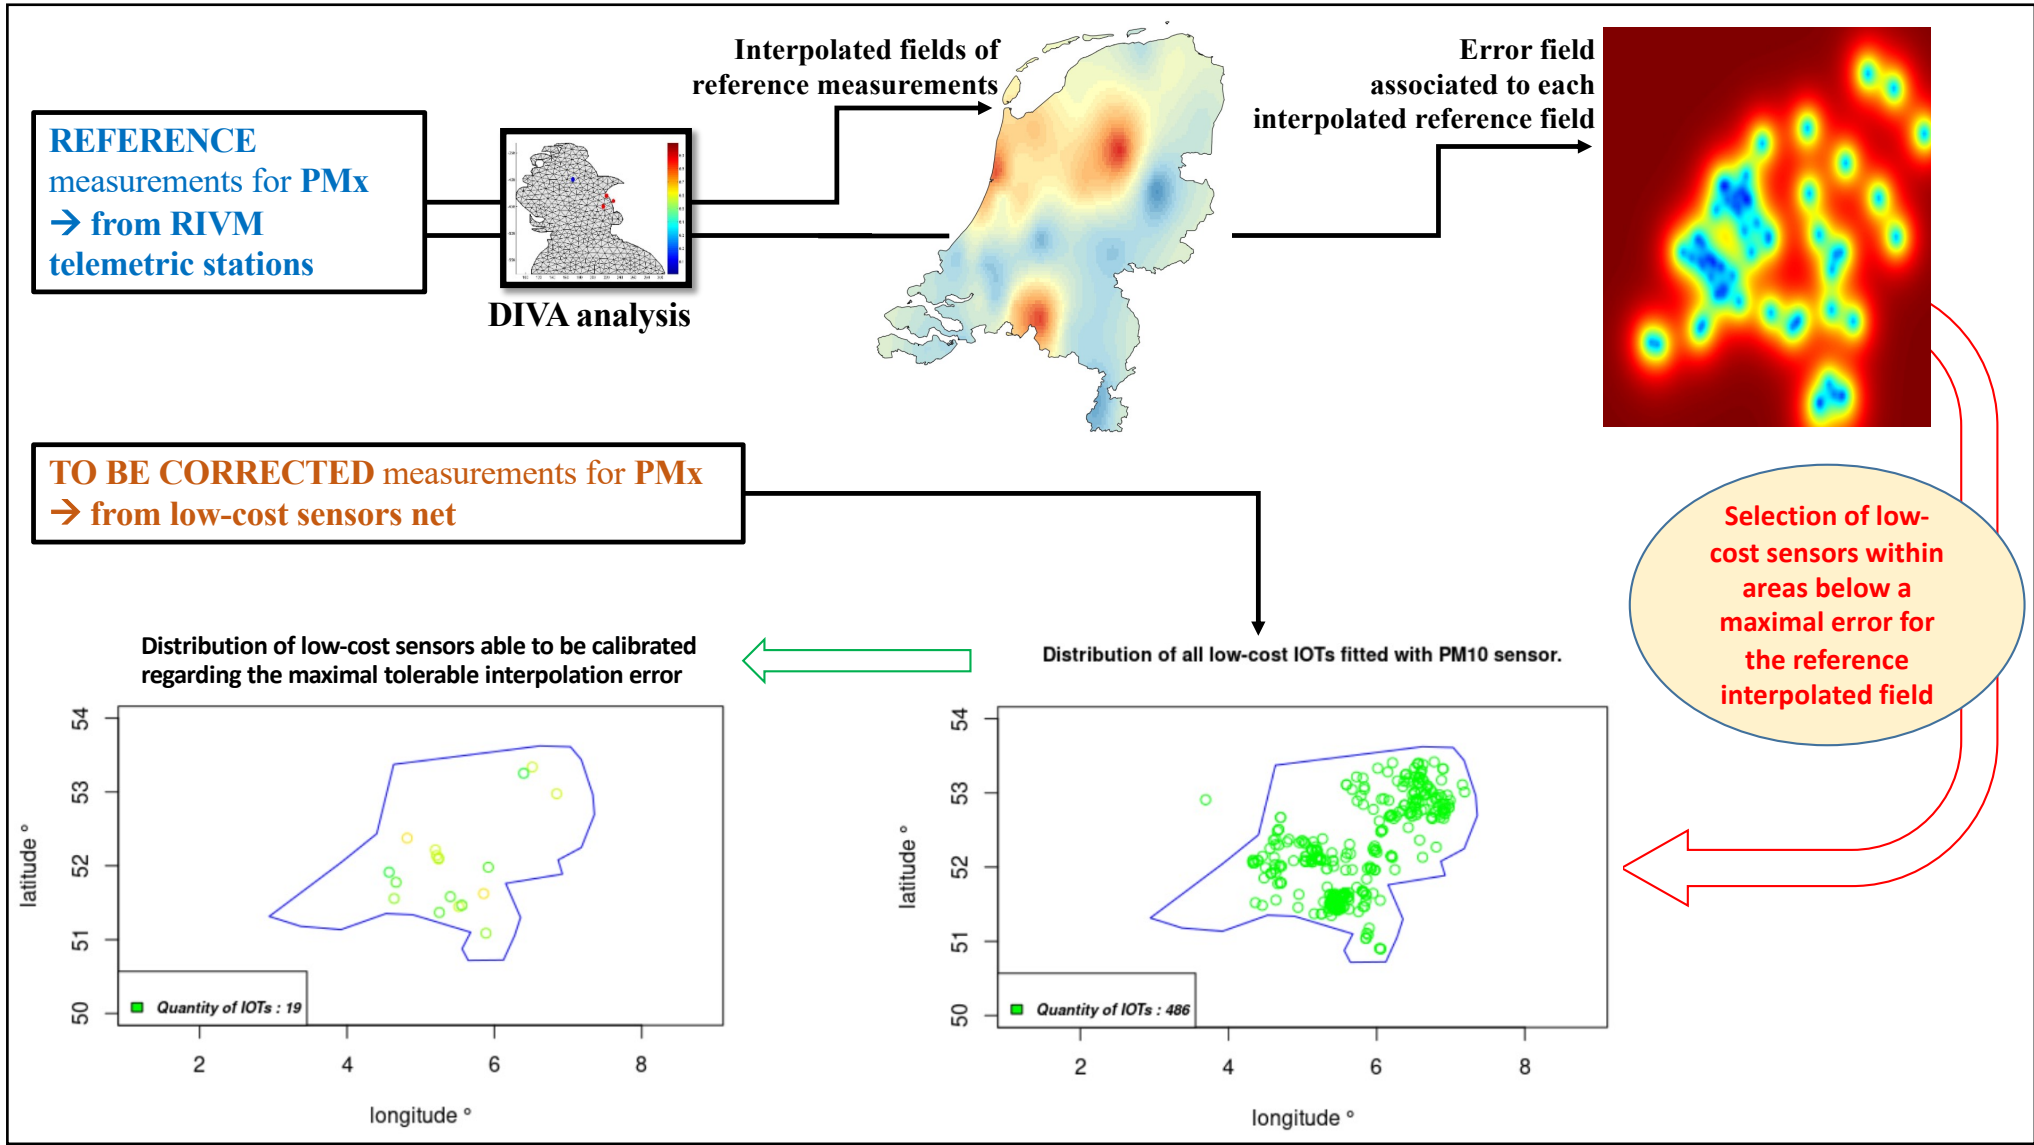 Interpolated fields of
reference measurements
Error field
associated to each
interpolated reference field
REFERENCE
measurements for PMx
→ from RIVM
telemetric stations
DIVA analysis
TO BE CORRECTED measurements for PMx
→ from low-cost sensors net
Selection of low-
cost sensors within
areas below a
maximal error for
the reference
interpolated field
Distribution of low-cost sensors able to be calibrated
regarding the maximal tolerable interpolation error
54
53
52
51
50
latitude °
Quantity of IOTs : 19
2
4
6
8
longitude °
Distribution of all low-cost IOTs fitted with PM10 sensor.
54
53
52
51
50
latitude °
Quantity of IOTs : 486
2
4
6
8
longitude °